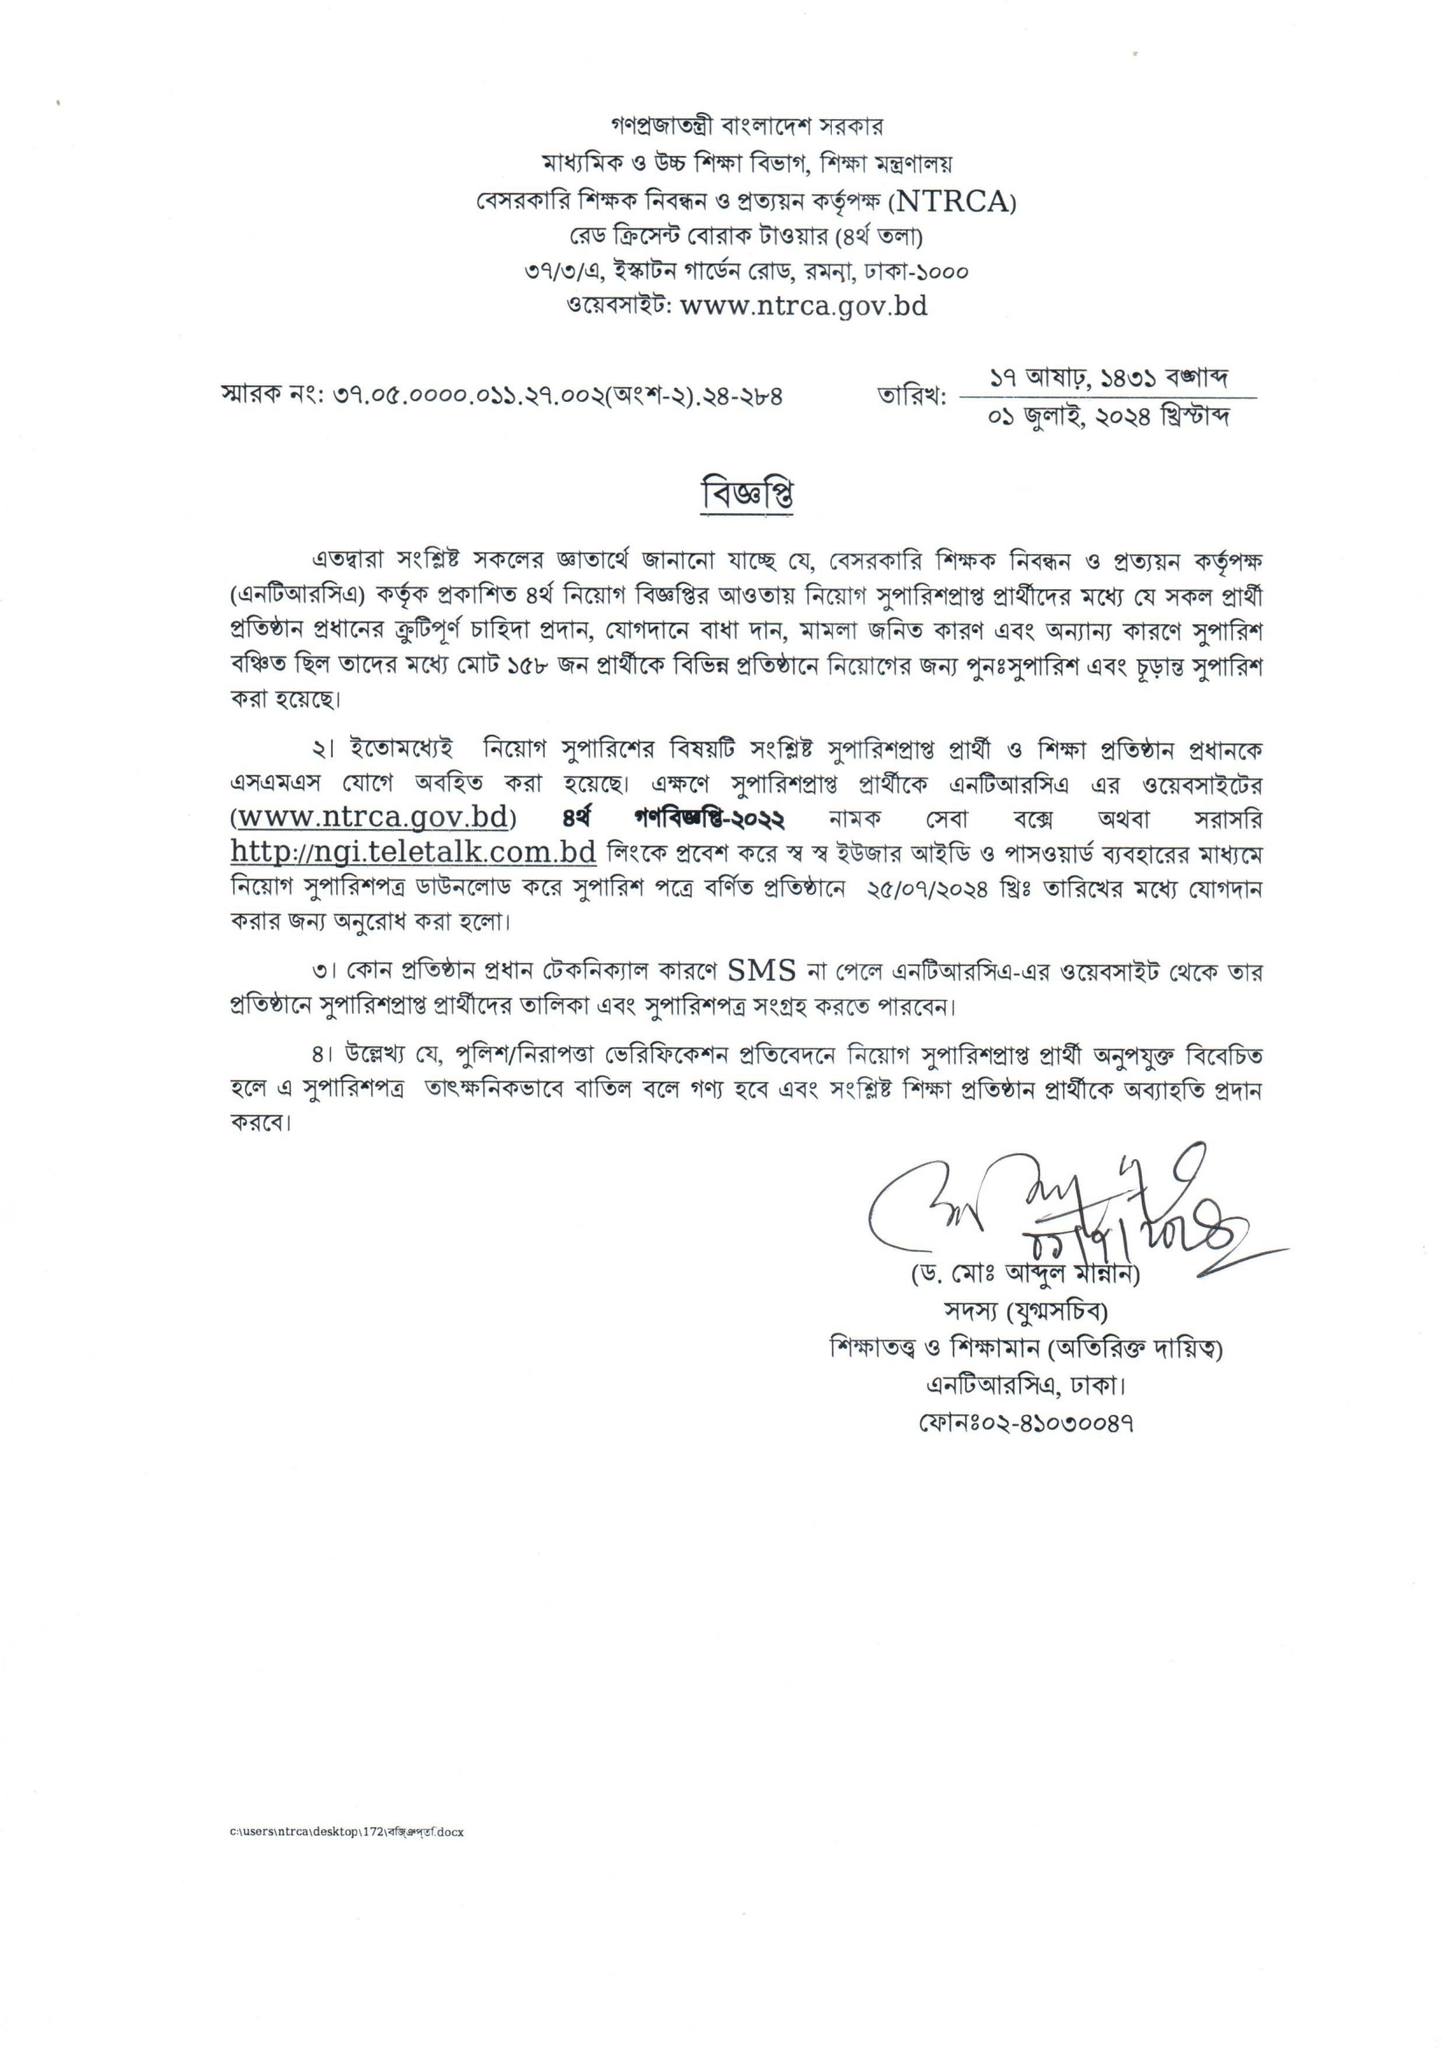 গণপ্রজাতন্ত্রী বাংলাদেশ সরকার
মাধ্যমিক ও উচ্চ শিক্ষা বিভাগ, শিক্ষা মন্ত্রণালয়
বেসরকারি শিক্ষক নিবন্ধন ও প্রত্যয়ন কর্তৃপক্ষ (NTRCA)
রেড ক্রিসেন্ট বোরাক টাওয়ার (৪র্থ তলা)
৩৭/৩/এ, ইস্কাটন গার্ডেন রোড, রমনা, ঢাকা-১০০০
ওয়েবসাইট: www.ntrca.gov.bd
স্মারক নং: ৩৭.০৫.০০০০.০১১.২৭.০০২(অংশ-২).২৪-২৮৪
তারিখ: ১৭ আষাঢ়, ১৪৩১ বঙ্গাব্দ
০১ জুলাই, ২০২৪ খ্রিস্টাব্দ
বিজ্ঞপ্তি
এতদ্বারা সংশ্লিষ্ট সকলের জ্ঞাতার্থে জানানো যাচ্ছে যে, বেসরকারি শিক্ষক নিবন্ধন ও প্রত্যয়ন কর্তৃপক্ষ
(এনটিআরসিএ) কর্তৃক প্রকাশিত ৪র্থ নিয়োগ বিজ্ঞপ্তির আওতায় নিয়োগ সুপারিশপ্রাপ্ত প্রার্থীদের মধ্যে যে সকল প্রার্থী
প্রতিষ্ঠান প্রধানের ত্রুটিপূর্ণ চাহিদা প্রদান, যোগদানে বাধা দান, মামলা জনিত কারণ এবং অন্যান্য কারণে সুপারিশ
বঞ্চিত ছিল তাদের মধ্যে মোট ১৫৮ জন প্রার্থীকে বিভিন্ন প্রতিষ্ঠানে নিয়োগের জন্য পুনঃসুপারিশ এবং চূড়ান্ত সুপারিশ
করা হয়েছে।
২। ইতোমধ্যেই নিয়োগ সুপারিশের বিষয়টি সংশ্লিষ্ট সুপারিশপ্রাপ্ত প্রার্থী ও শিক্ষা প্রতিষ্ঠান প্রধানকে
এসএমএস যোগে অবহিত করা হয়েছে। এক্ষণে সুপারিশপ্রাপ্ত প্রার্থীকে এনটিআরসিএ এর ওয়েবসাইটের
(www.ntrca.gov.bd) ৪র্থ গণবিজ্ঞপ্তি-২০২২ নামক সেবা বক্সে অথবা সরাসরি
http://ngi.teletalk.com.bd লিংকে প্রবেশ করে স্ব স্ব ইউজার আইডি ও পাসওয়ার্ড ব্যবহারের মাধ্যমে
নিয়োগ সুপারিশপত্র ডাউনলোড করে সুপারিশ পত্রে বর্ণিত প্রতিষ্ঠানে ২৫/০৭/২০২৪ খ্রিঃ তারিখের মধ্যে যোগদান
করার জন্য অনুরোধ করা হলো।
৩। কোন প্রতিষ্ঠান প্রধান টেকনিক্যাল কারণে SMS না পেলে এনটিআরসিএ-এর ওয়েবসাইট থেকে তার
প্রতিষ্ঠানে সুপারিশপ্রাপ্ত প্রার্থীদের তালিকা এবং সুপারিশপত্র সংগ্রহ করতে পারবেন।
৪। উল্লেখ্য যে, পুলিশ/নিরাপত্তা ভেরিফিকেশন প্রতিবেদনে নিয়োগ সুপারিশপ্রাপ্ত প্রার্থী অনুপযুক্ত বিবেচিত
হলে এ সুপারিশপত্র তাৎক্ষনিকভাবে বাতিল বলে গণ্য হবে এবং সংশ্লিষ্ট শিক্ষা প্রতিষ্ঠান প্রার্থীকে অব্যাহতি প্রদান
করবে।
০১/৭/২০২৪
(ড. মোঃ আব্দুল মান্নান)
সদস্য (যুগ্মসচিব)
শিক্ষাতত্ত্ব ও শিক্ষামান (অতিরিক্ত দায়িত্ব)
এনটিআরসিএ, ঢাকা।
ফোনঃ০২-৪১০৩০০৪৭
c:\users\ntrca\desktop\172\